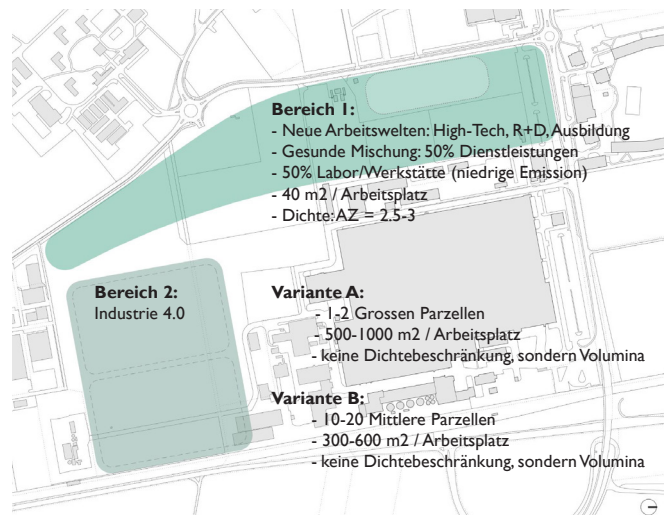 Bereich 1:
- Neue Arbeitswelten: High-Tech, R+D, Ausbildung
- Gesunde Mischung: 50% Dienstleistungen
- 50% Labor/Werkstätte (niedrige Emission)
- 40 m2 / Arbeitsplatz
- Dichte: AZ = 2.5-3
Bereich 2:
Industrie 4.0
Variante A:
- 1-2 Grossen Parzellen
- 500-1000 m2 / Arbeitsplatz
- keine Dichtebeschränkung, sondern Volumina
Variante B:
- 10-20 Mittlere Parzellen
- 300-600 m2 / Arbeitsplatz
- keine Dichtebeschränkung, sondern Volumina